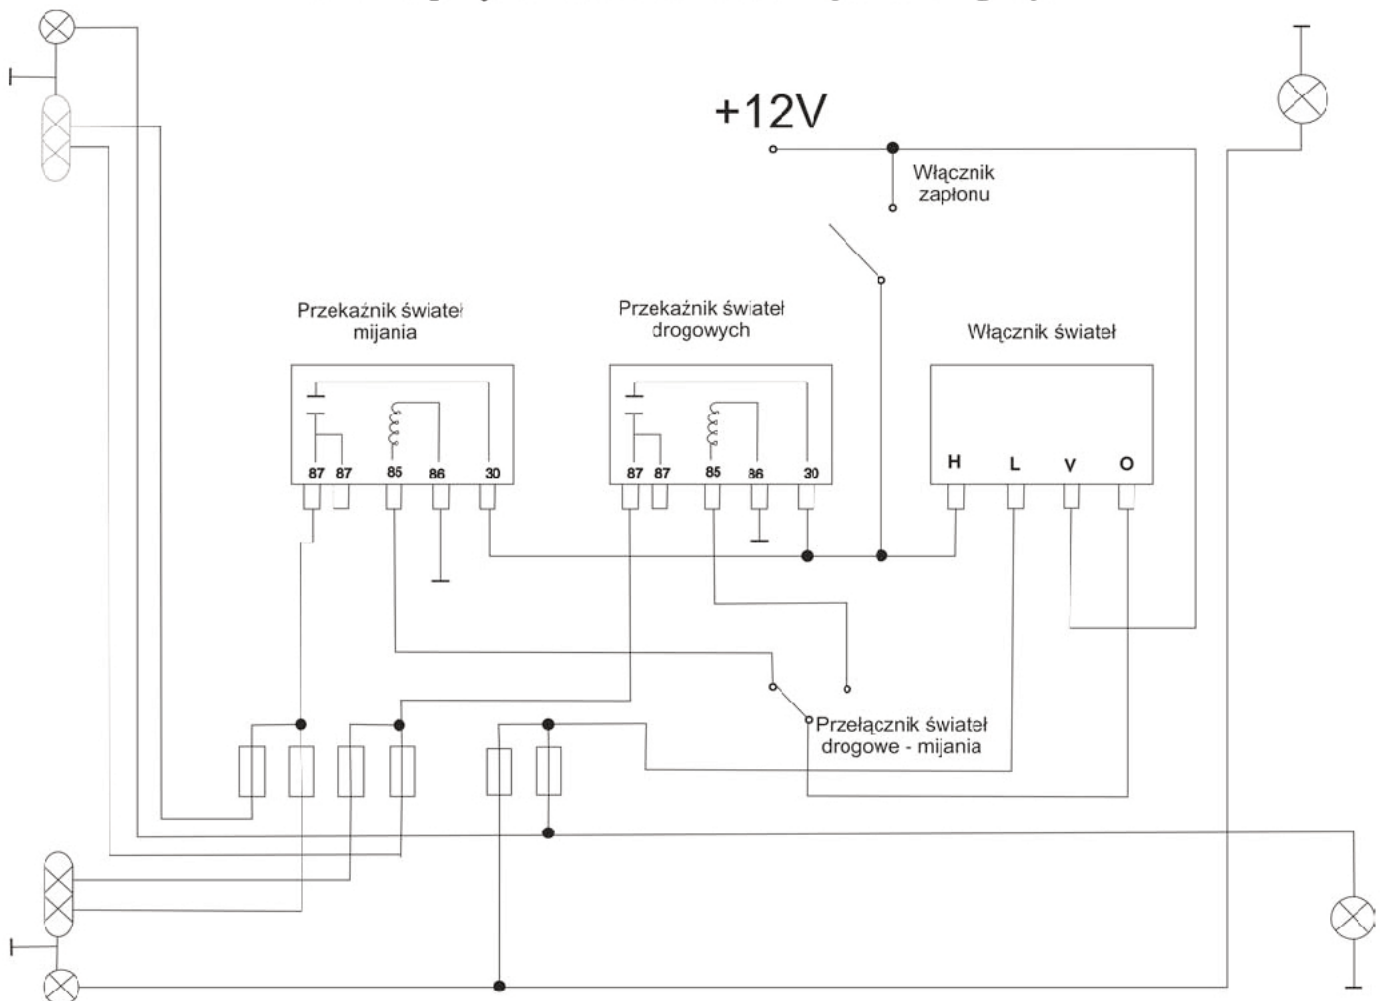 +12V
Włącznik
zapłonu
Przekaźnik świateł
mijania
Przekaźnik świateł
drogowych
Włącznik świateł
87 87 85 86 30
87 87 85 86 30
H L V O
Przełącznik świateł
drogowe - mijania